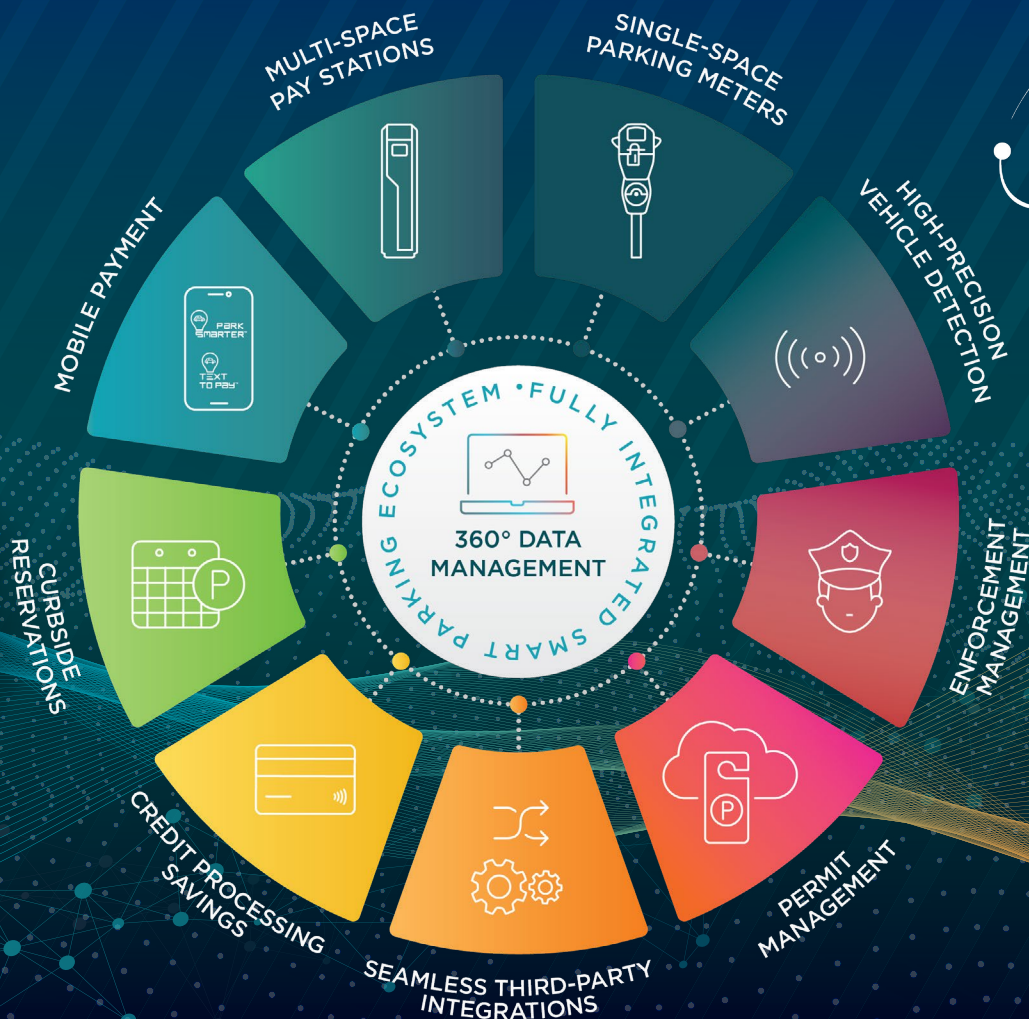 MULTI-SPACE
PAY STATIONS
SINGLE-SPACE
PARKING METERS
HIGH-PRECISION
VEHICLE DETECTION
ENFORCEMENT
MANAGEMENT
PERMIT
MANAGEMENT
P
SEAMLESS THIRD-PARTY
INTEGRATIONS
CREDIT PROCESSING
SAVINGS
CURBSIDE
RESERVATIONS
P
MOBILE PAYMENT
PARK
SMARTER™
TEXT
TO PAY™
• FULLY INTEGRATED SMART PARKING ECOSYSTEM
360° DATA
MANAGEMENT